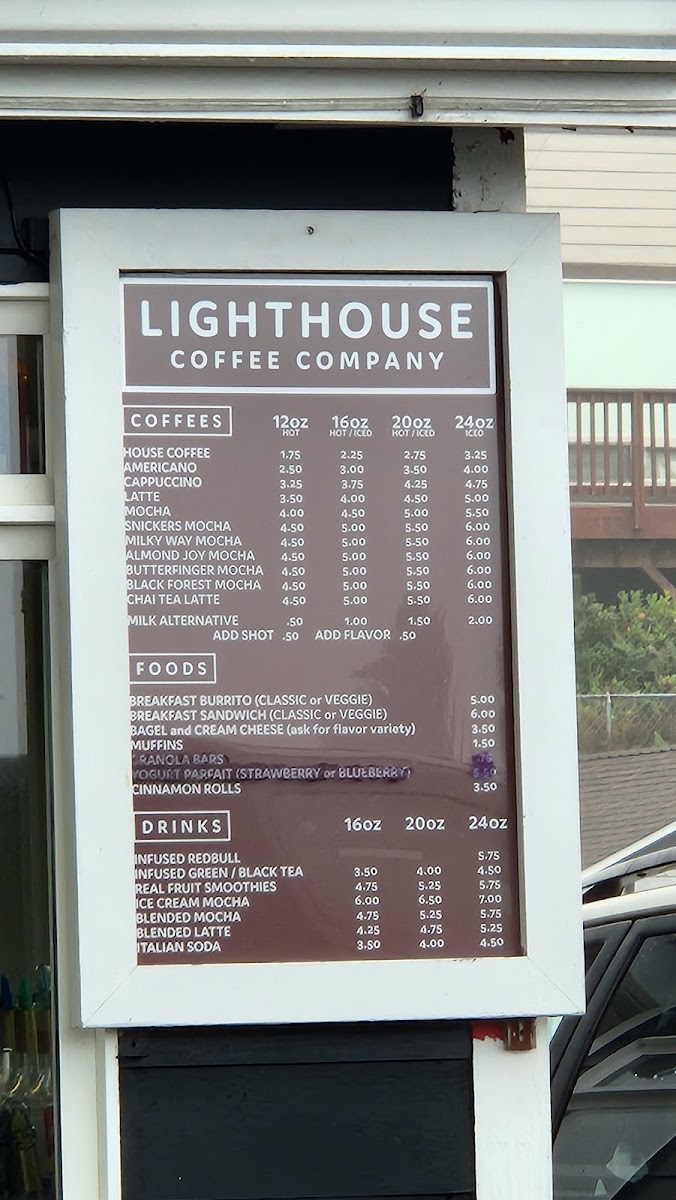 LIGHTHOUSE
COFFEE COMPANY
COFFEES 12oz 16oz 20oz 24oz
HOT HOT / ICED HOT / ICED ICED
HOUSE COFFEE 1.75 2.25 2.75 3.25
AMERICANO 2.50 3.00 3.50 4.00
CAPPUCCINO 3.25 3.75 4.25 4.75
LATTE 3.50 4.00 4.50 5.00
MOCHA 4.00 4.50 5.00 5.50
SNICKERS MOCHA 4.50 5.00 5.50 6.00
MILKY WAY MOCHA 4.50 5.00 5.50 6.00
ALMOND JOY MOCHA 4.50 5.00 5.50 6.00
BUTTERFINGER MOCHA 4.50 5.00 5.50 6.00
BLACK FOREST MOCHA 4.50 5.00 5.50 6.00
CHAI TEA LATTE 4.50 5.00 5.50 6.00
MILK ALTERNATIVE .50 1.00 1.50 2.00
ADD SHOT .50 ADD FLAVOR .50
FOODS
BREAKFAST BURRITO (CLASSIC or VEGGIE) 5.00
BREAKFAST SANDWICH (CLASSIC or VEGGIE) 6.00
BAGEL and CREAM CHEESE (ask for flavor variety) 3.50
MUFFINS 1.50
GRANOLA BARS .75
YOGURT PARFAIT (STRAWBERRY or BLUEBERRY)
CINNAMON ROLLS 3.50
DRINKS 16oz 20oz 24oz
INFUSED REDBULL 5.75
INFUSED GREEN / BLACK TEA 3.50 4.00 4.50
REAL FRUIT SMOOTHIES 4.75 5.25 5.75
ICE CREAM MOCHA 6.00 6.50 7.00
BLENDED MOCHA 4.75 5.25 5.75
BLENDED LATTE 4.25 4.75 5.25
ITALIAN SODA 3.50 4.00 4.50